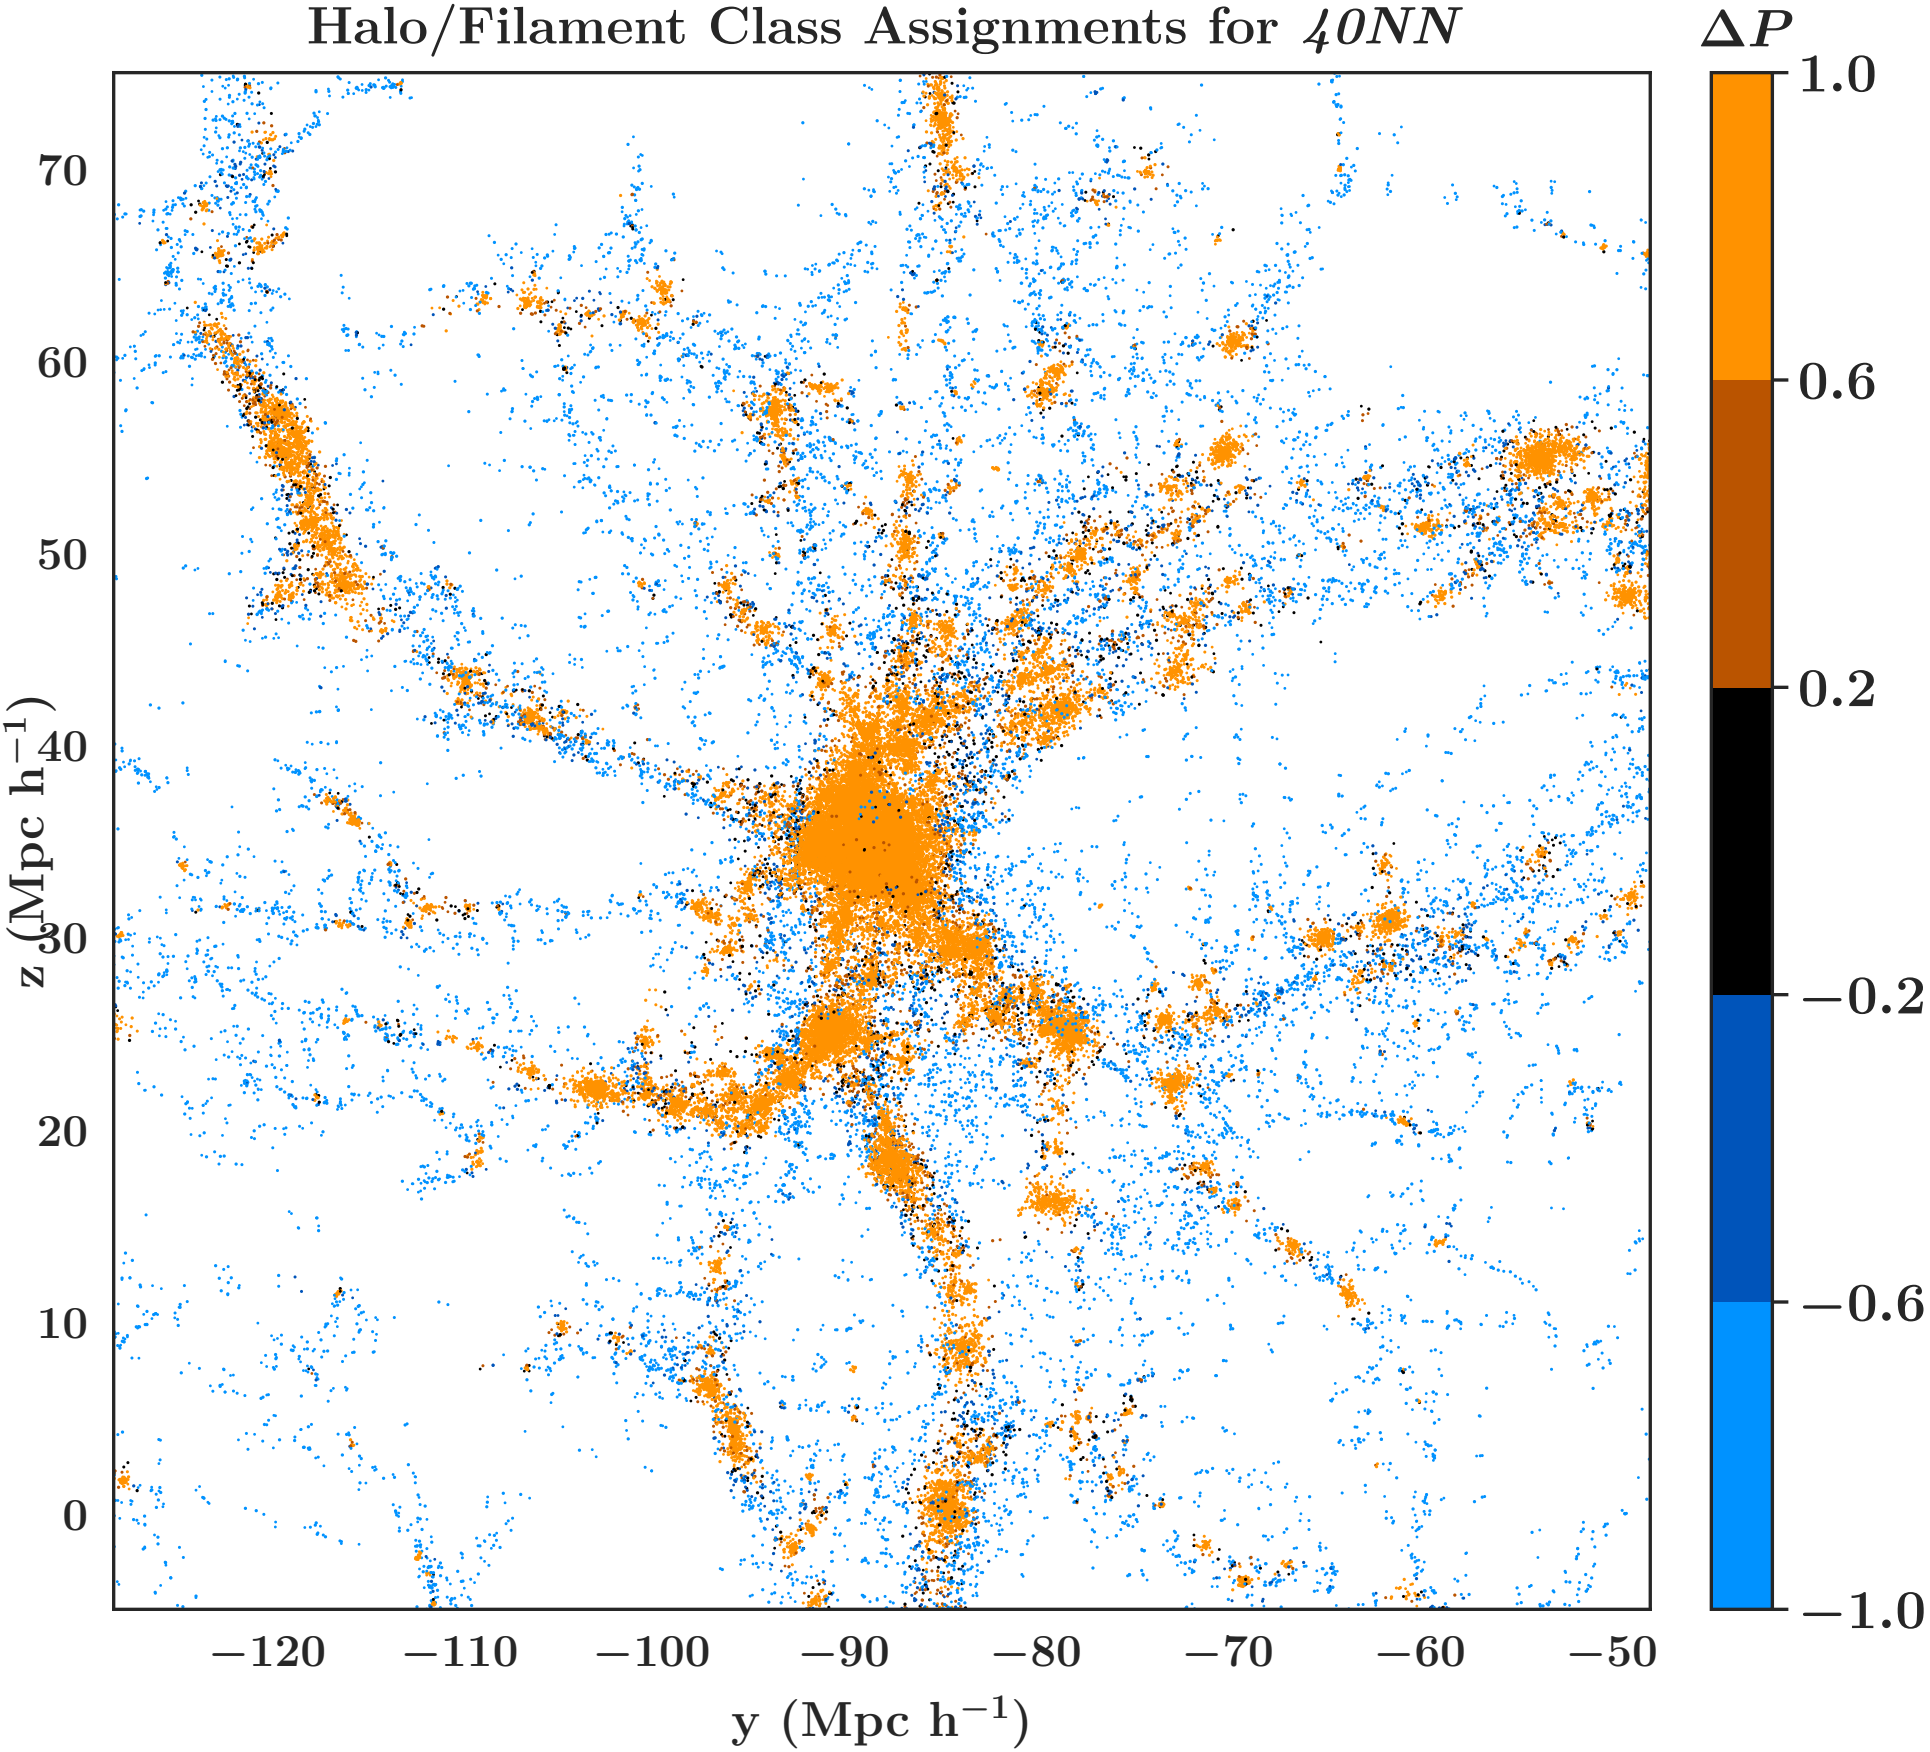 Halo/Filament Class Assignments for 40NN
ΔP
1.0
0.6
0.2
−0.2
−0.6
−1.0
70
60
50
40
30
20
10
0
z (Mpc h⁻¹)
−120 −110 −100 −90 −80 −70 −60 −50
y (Mpc h⁻¹)